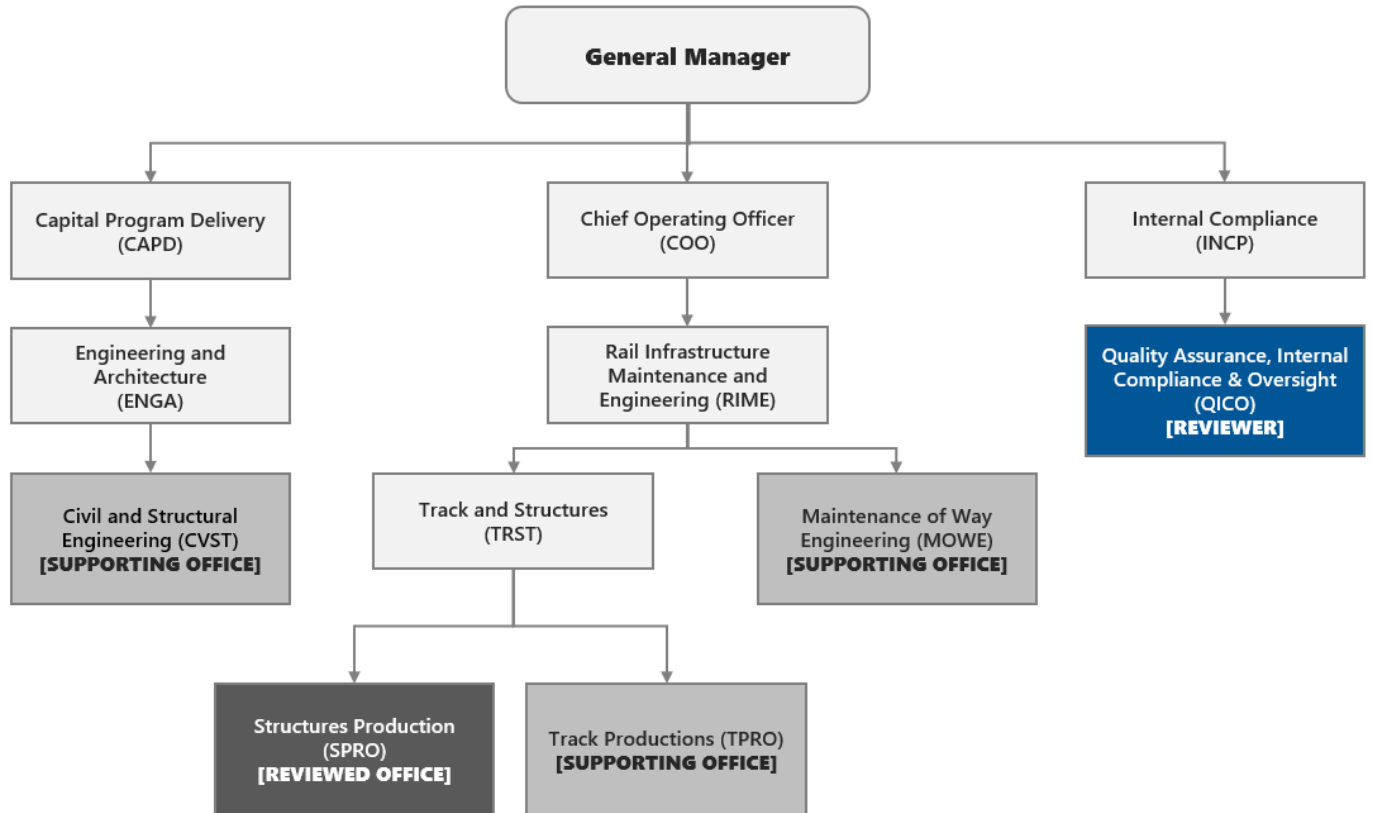 General Manager
Capital Program Delivery
(CAPD)
Chief Operating Officer
(COO)
Internal Compliance
(INCP)
Engineering and
Architecture
(ENGA)
Rail Infrastructure
Maintenance and
Engineering (RIME)
Quality Assurance, Internal
Compliance & Oversight
(QICO)
[REVIEWER]
Civil and Structural
Engineering (CVST)
[SUPPORTING OFFICE]
Track and Structures
(TRST)
Maintenance of Way
Engineering (MOWE)
[SUPPORTING OFFICE]
Structures Production
(SPRO)
[REVIEWED OFFICE]
Track Productions (TPRO)
[SUPPORTING OFFICE]